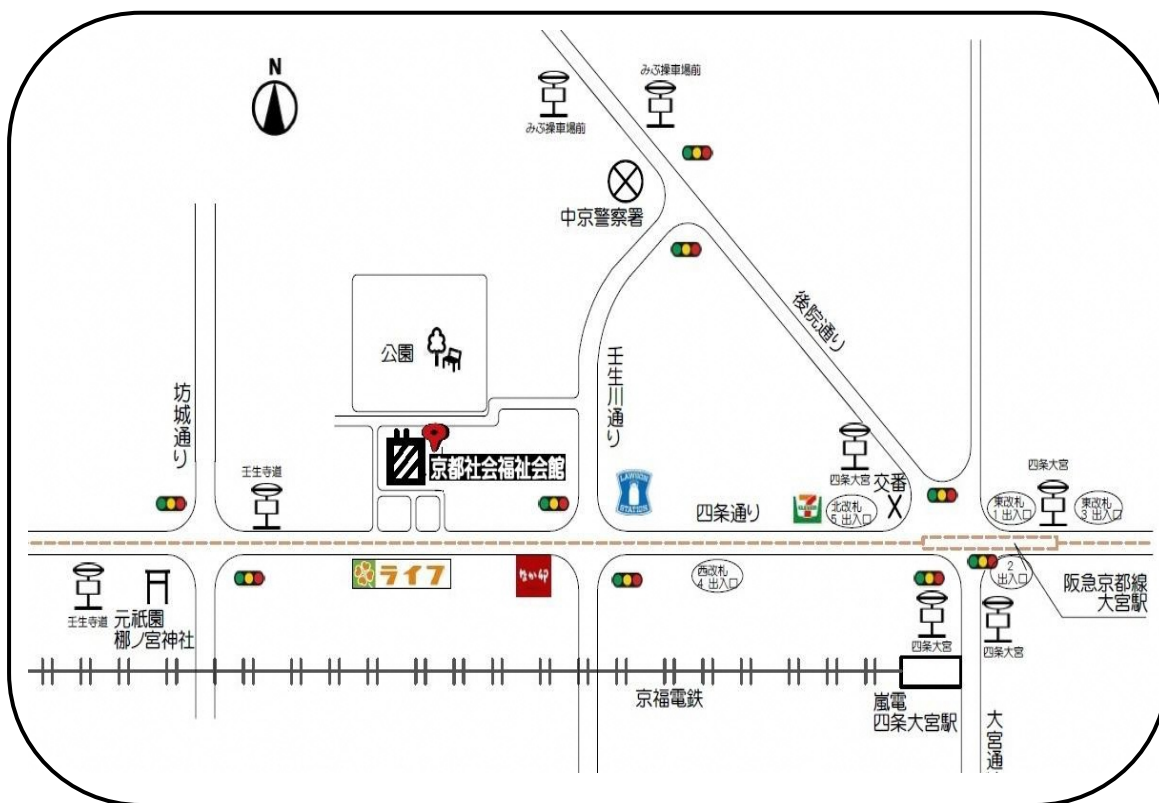 N
みぶ操車場前
みぶ操車場前
中京警察署
後院通り
公園
壬生川通り
坊城通り
京都社会福祉会館
壬生寺道
LAWSON
STATION
四条通り
四条大宮
交番
北改札
5 出入口
四条大宮
東改札
1 出入口
東改札
3 出入口
ライフ
なか卯
西改札
4 出入口
2
出入口
阪急京都線
大宮駅
壬生寺道
元祇園
梛ノ宮神社
四条大宮
四条大宮
京福電鉄
嵐電
四条大宮駅
大宮通